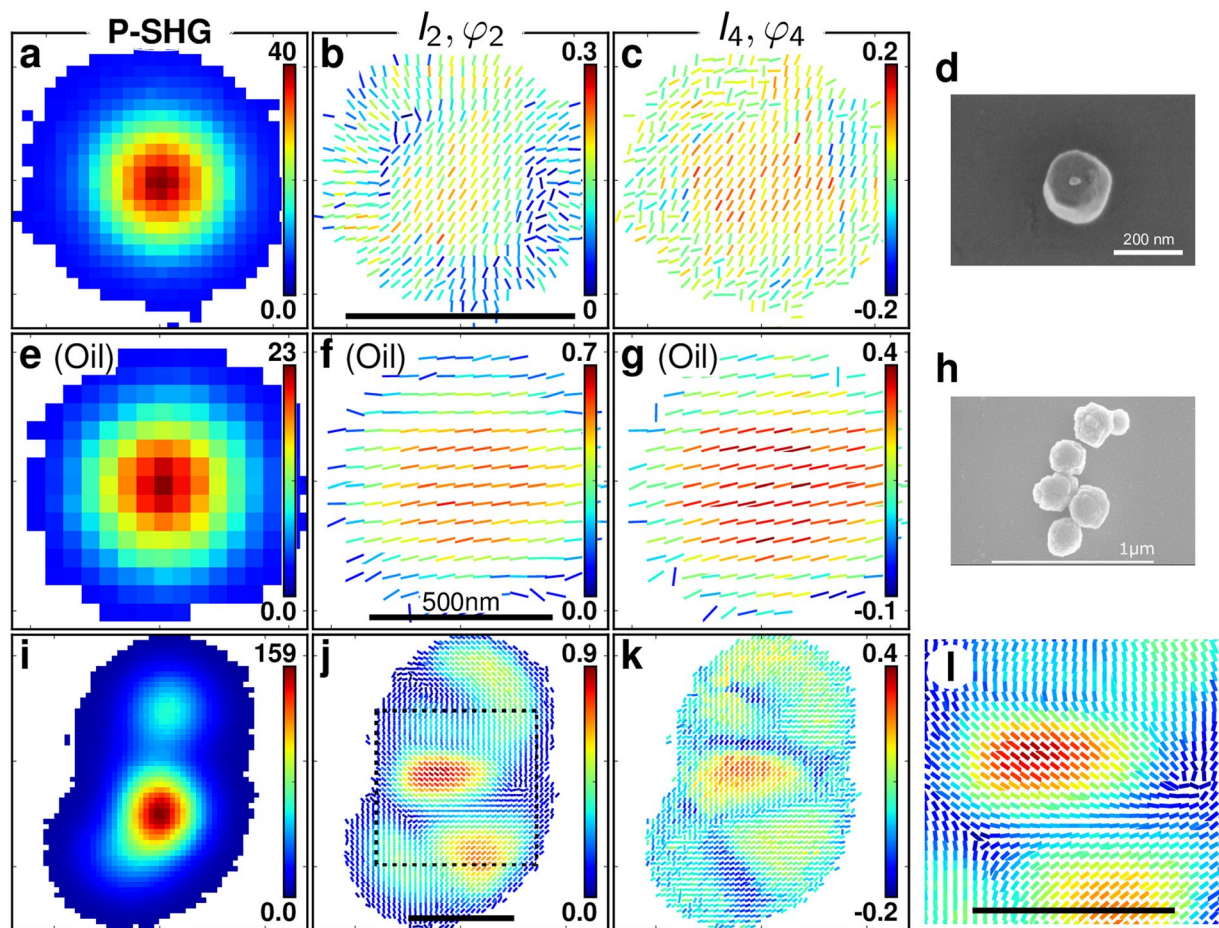 P-SHG
I₂, φ₂
I₄, φ₄
a
40
0.0
b
0.3
0
c
0.2
-0.2
d
200 nm
e (Oil)
23
0.0
f (Oil)
0.7
500nm
0.0
g (Oil)
0.4
-0.1
h
1μm
i
159
0.0
j
0.9
0.0
k
0.4
-0.2
l